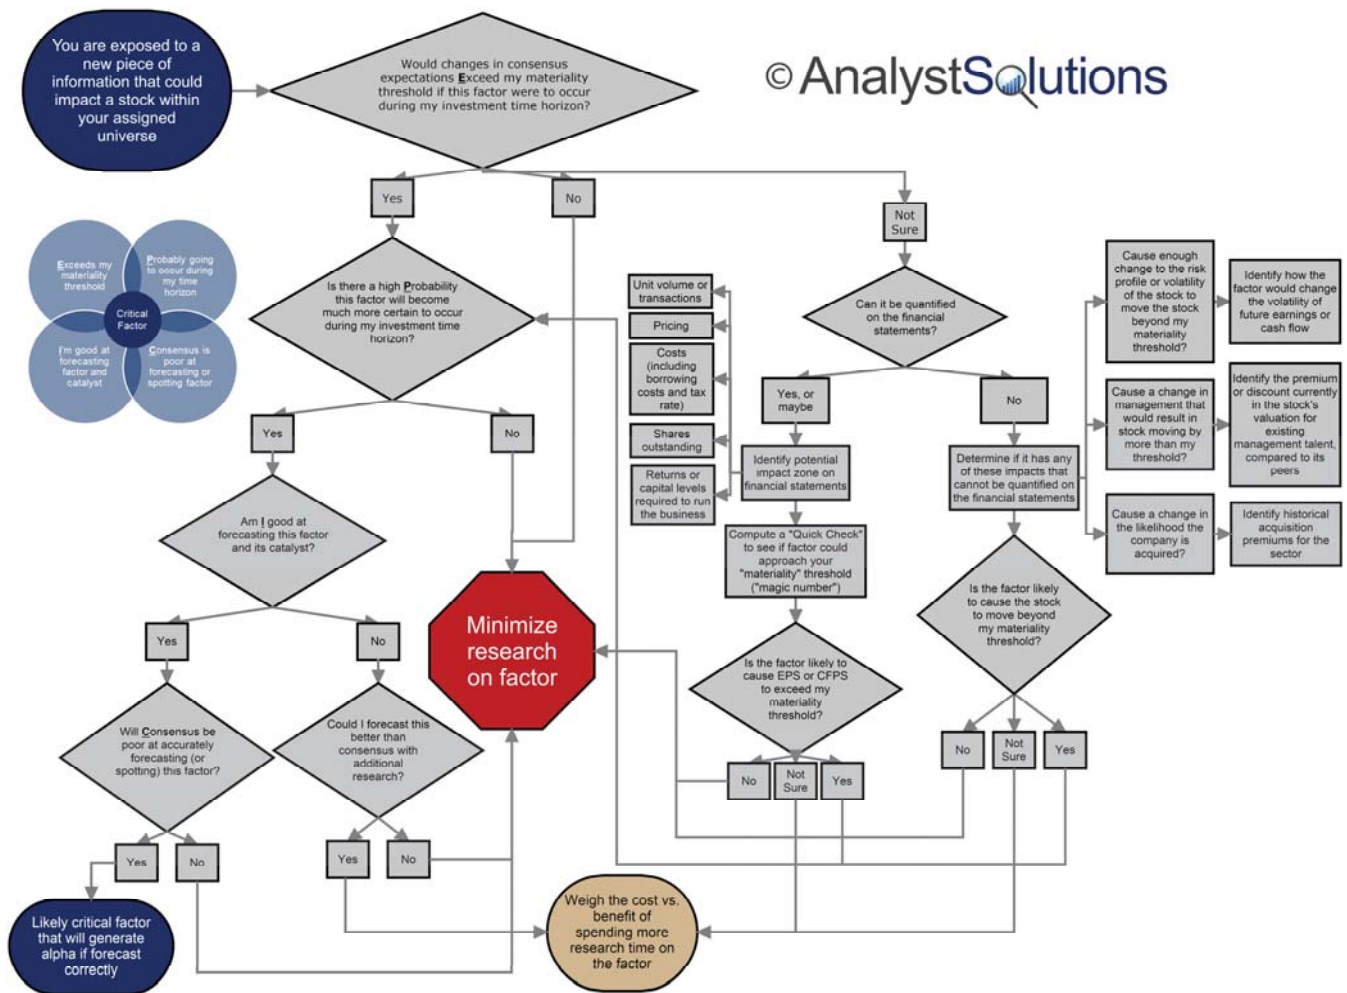 You are exposed to a
new piece of
information that could
impact a stock within
your assigned
universe
Would changes in consensus
expectations Exceed my materiality
threshold if this factor were to occur
during my investment time horizon?
© AnalystSolutions
Yes
No
Not
Sure
Exceeds my
materiality
threshold
Probably going
to occur during
my time
horizon
Critical
Factor
I'm good at
forecasting
factor and
catalyst
Consensus is
poor at
forecasting or
spotting factor
Is there a high Probability
this factor will become
much more certain to occur
during my investment time
horizon?
Unit volume or
transactions
Pricing
Costs
(including
borrowing
costs and tax
rate)
Shares
outstanding
Returns or
capital levels
required to run
the business
Can it be quantified
on the financial
statements?
Cause enough
change to the risk
profile or volatility
of the stock to
move the stock
beyond my
materiality
threshold?
Identify how the
factor would change
the volatility of
future earnings or
cash flow
Yes, or
maybe
No
Cause a change in
management that
would result in
stock moving by
more than my
threshold?
Identify the premium
or discount currently
in the stock's
valuation for
existing
management talent,
compared to its
peers
Yes
No
Identify potential
impact zone on
financial statements
Determine if it has any
of these impacts that
cannot be quantified on
the financial statements
Cause a change in
the likelihood the
company is
acquired?
Identify historical
acquisition
premiums for the
sector
Am I good at
forecasting this factor
and its catalyst?
Compute a "Quick Check"
to see if factor could
approach your
"materiality" threshold
("magic number")
Is the factor likely
to cause the stock
to move beyond
my materiality
threshold?
Minimize
research
on factor
Yes
No
Is the factor likely to
cause EPS or CFPS
to exceed my
materiality
threshold?
Will Consensus be
poor at accurately
forecasting (or
spotting) this factor?
Could I forecast this
better than
consensus with
additional
research?
No
Not
Sure
Yes
No
Not
Sure
Yes
Yes
No
Yes
No
Likely critical factor
that will generate
alpha if forecast
correctly
Weigh the cost vs.
benefit of
spending more
research time on
the factor